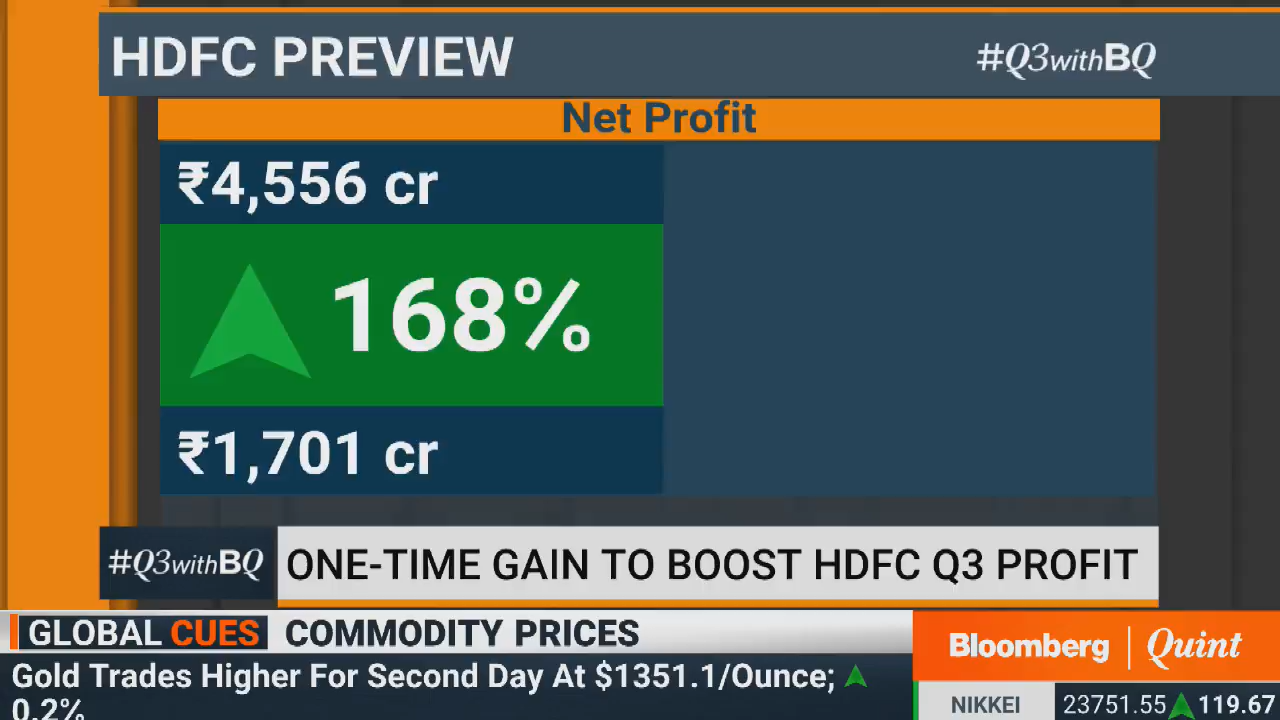 HDFC PREVIEW
#Q3withBQ
Net Profit
₹4,556 cr
168%
₹1,701 cr
#Q3withBQ
ONE-TIME GAIN TO BOOST HDFC Q3 PROFIT
GLOBAL CUES
COMMODITY PRICES
Bloomberg | Quint
Gold Trades Higher For Second Day At $1351.1/Ounce; ▲
0.2%
NIKKEI 23751.55 ▲ 119.67